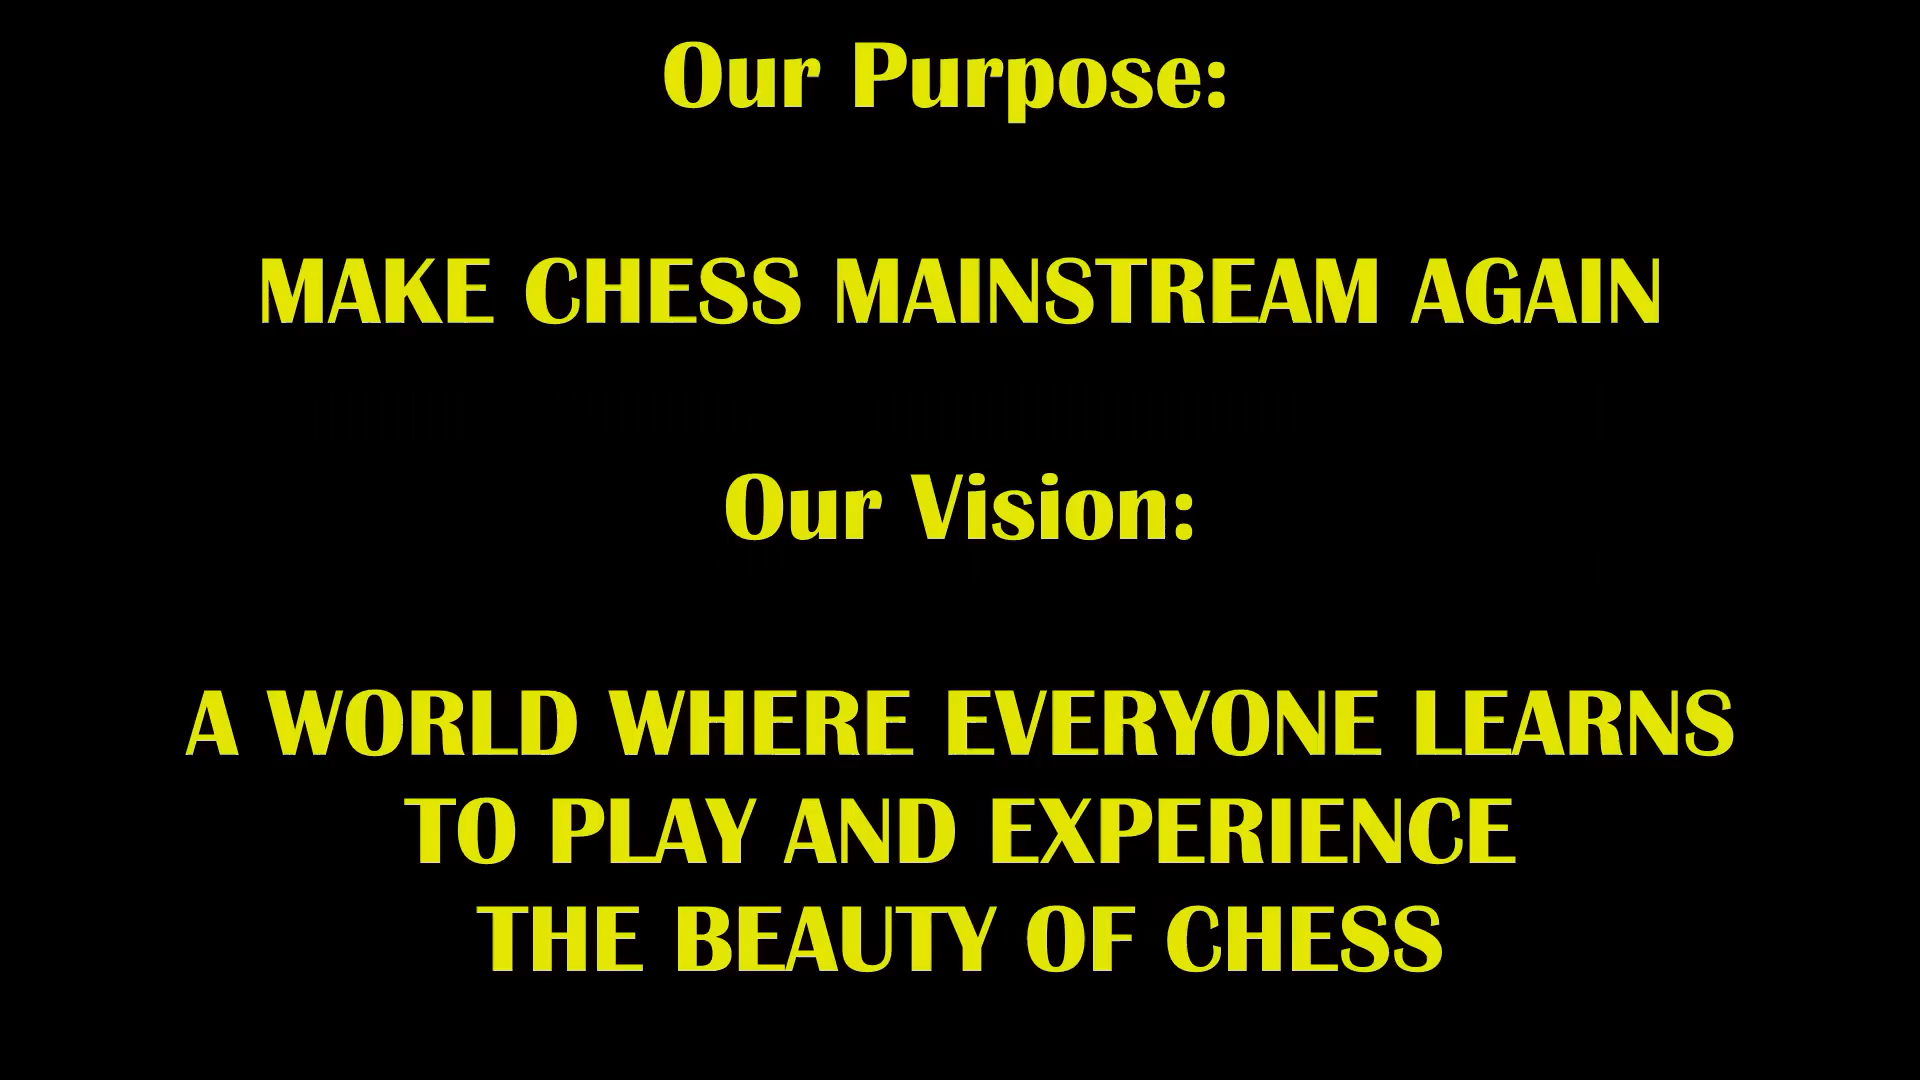 Our Purpose:
MAKE CHESS MAINSTREAM AGAIN
Our Vision:
A WORLD WHERE EVERYONE LEARNS
TO PLAY AND EXPERIENCE
THE BEAUTY OF CHESS